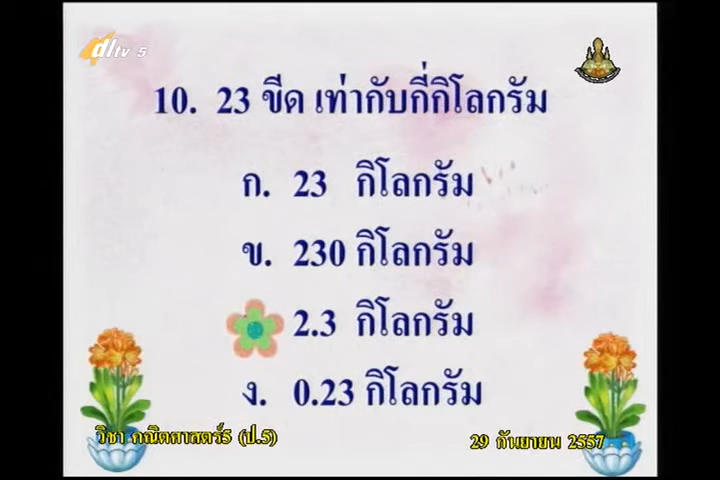 dltv 5
10. 23 ขีด เท่ากับกี่กิโลกรัม
ก. 23 กิโลกรัม
ข. 230 กิโลกรัม
2.3 กิโลกรัม
ง. 0.23 กิโลกรัม
วิชา คณิตศาสตร์5 (ป.5)
29 กันยายน 2557